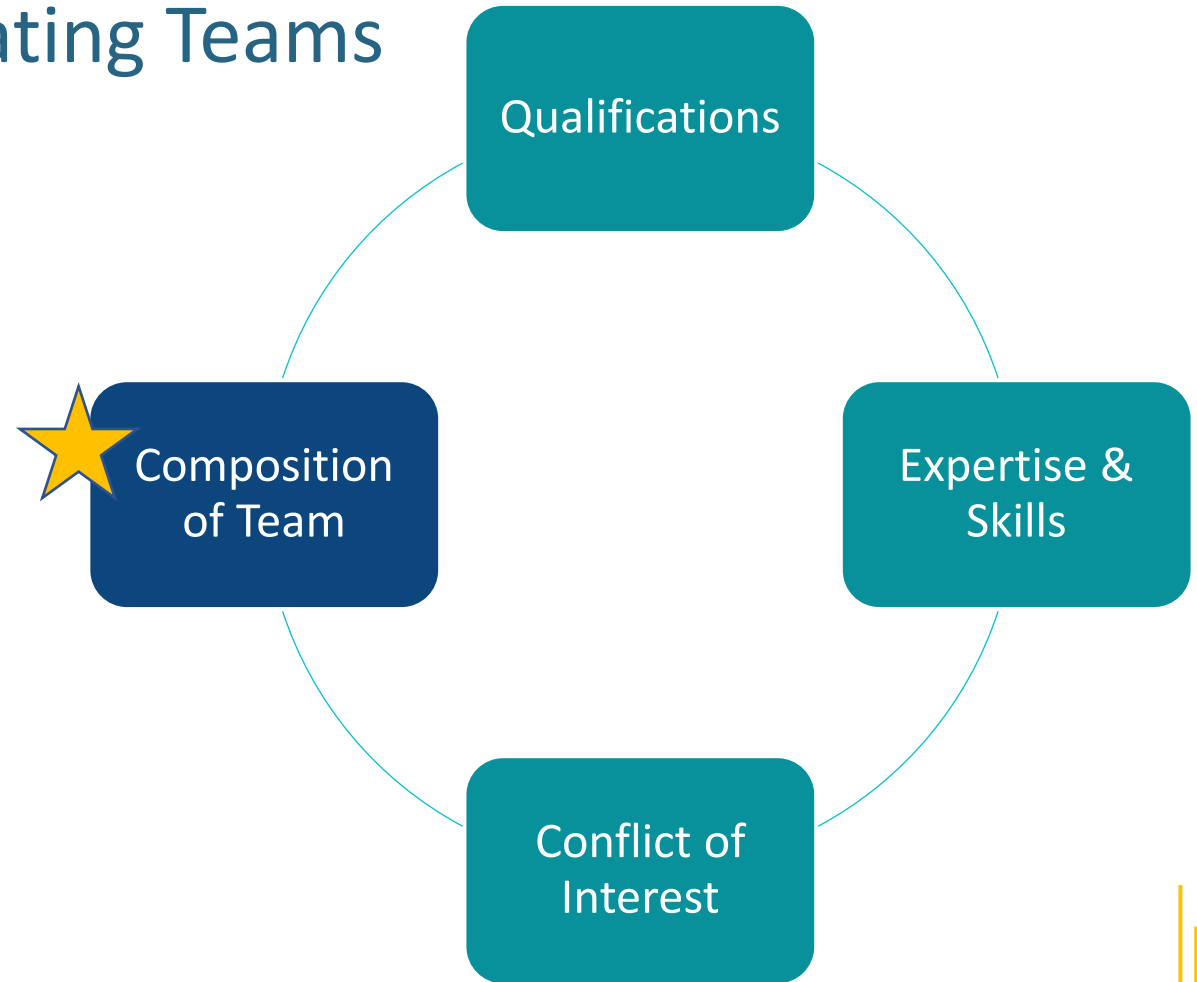 ating Teams
Qualifications
Composition
of Team
Expertise &
Skills
Conflict of
Interest